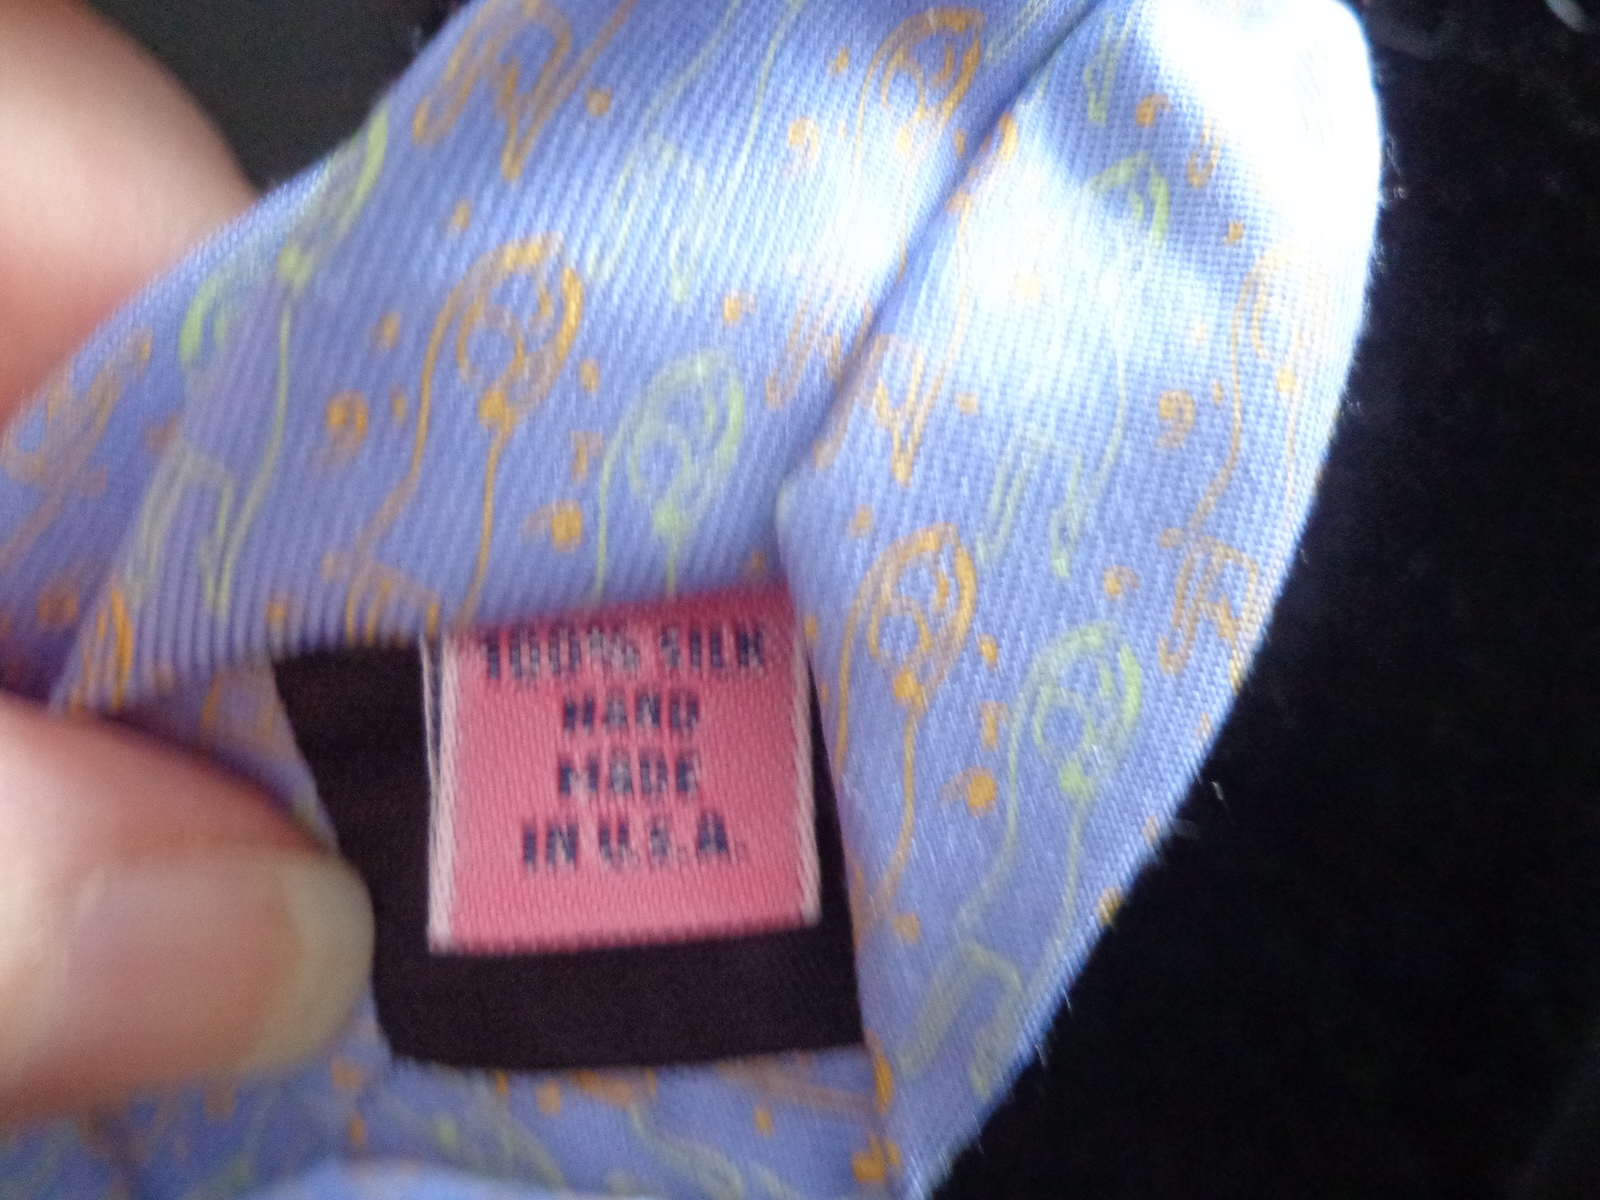 100% SILK
HAND
MADE
IN U.S.A.